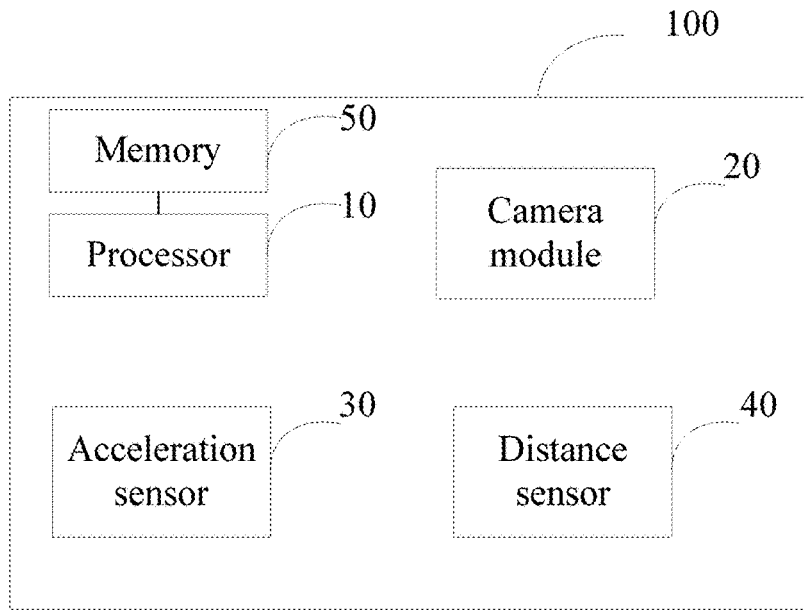 100
Memory
50
Processor
10
Camera
module
20
Acceleration
sensor
30
Distance
sensor
40